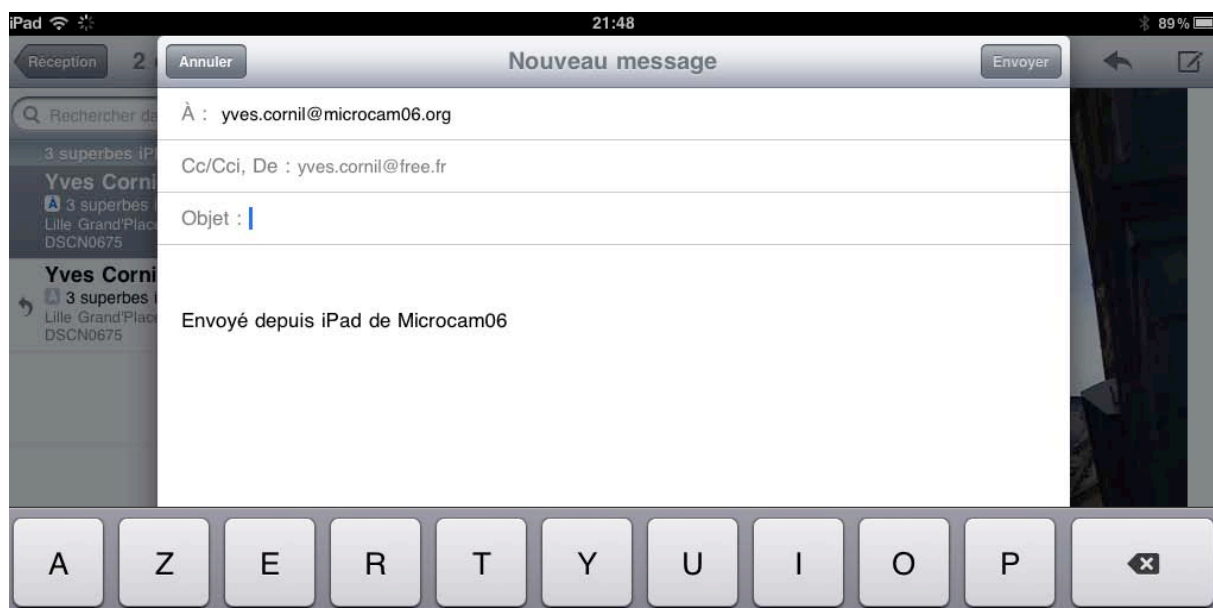 iPad 21:48 89 %
Réception 2
Annuler Nouveau message Envoyer
Rechercher da
À : yves.cornil@microcam06.org
Cc/Cci, De : yves.cornil@free.fr
Objet :
Envoyé depuis iPad de Microcam06
3 superbes iP
Yves Corni
A 3 superbes
Lille Grand'Place
DSCN0675
Yves Corni
A 3 superbes
Lille Grand'Place
DSCN0675
A Z E R T Y U I O P